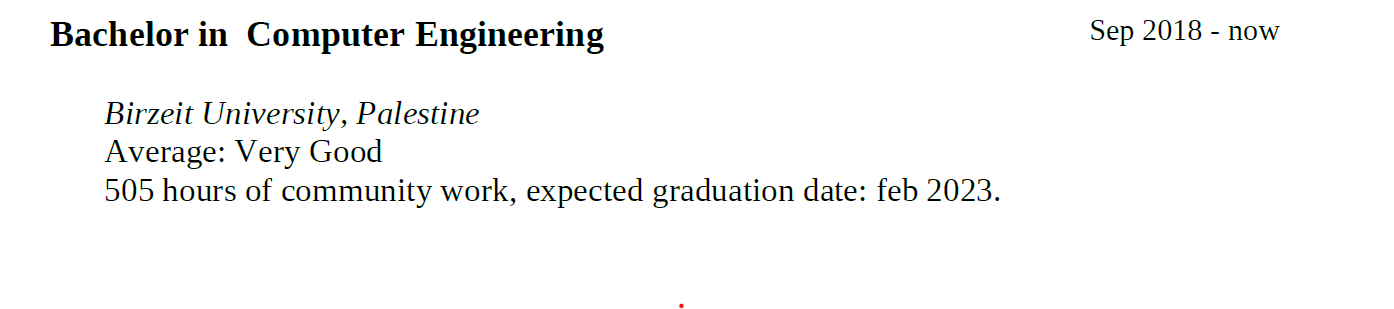 Bachelor in  Computer Engineering
Sep 2018 - now
Birzeit University, Palestine
Average: Very Good
505 hours of community work, expected graduation date: feb 2023.